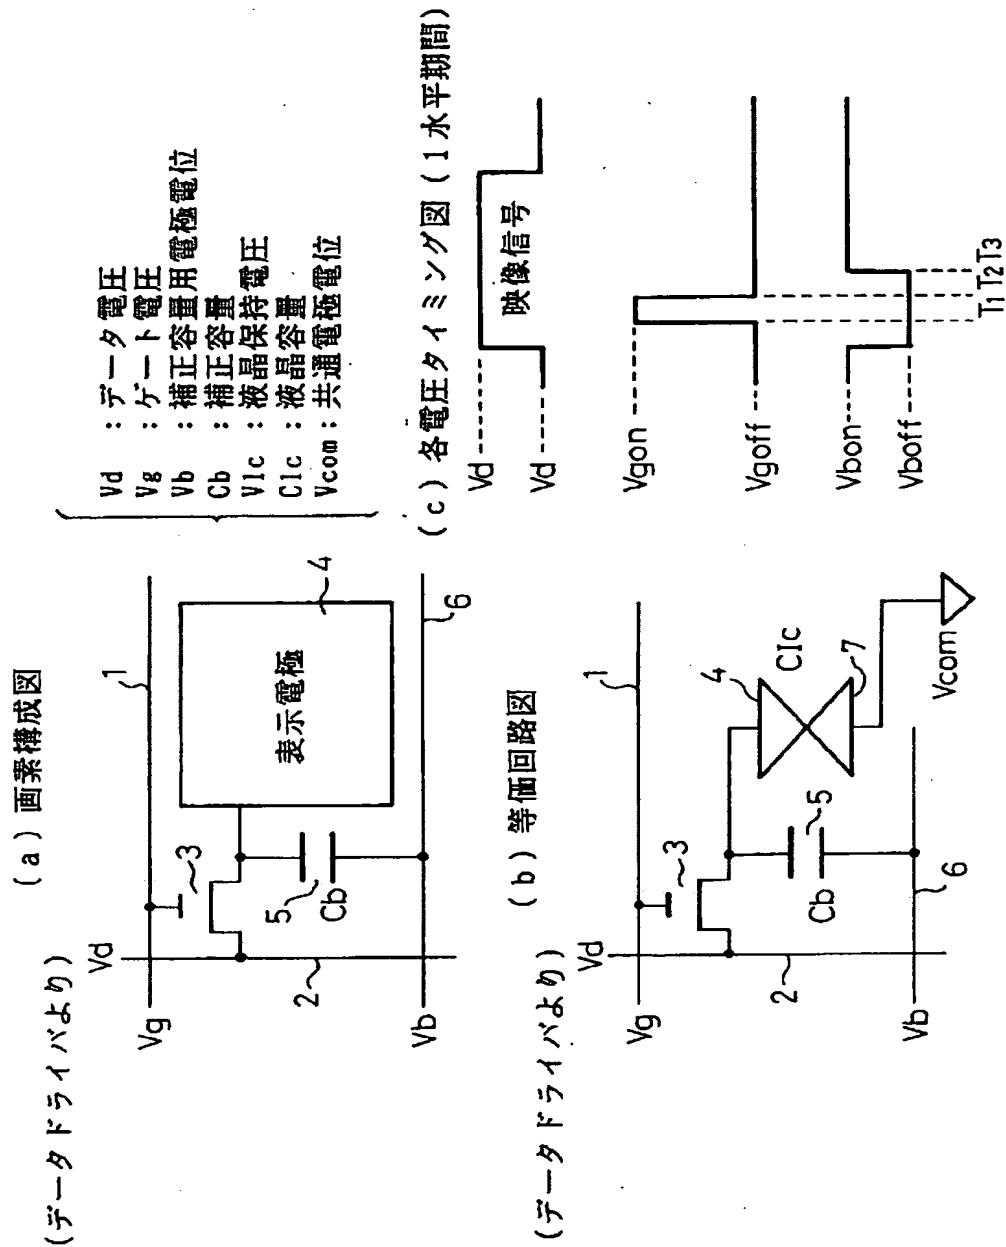 (a) 画素構成図
(データドライバより)
Vd
Vg
1
3
表示電極
4
5
Cb
2
Vb
6
Vd : データ電圧
Vg : ゲート電圧
Vb : 補正容量用電極電位
Cb : 補正容量
Vlc : 液晶保持電圧
Clc : 液晶容量
Vcom : 共通電極電位
(b) 等価回路図
(データドライバより)
Vd
Vg
1
3
4
Clc
7
5
Cb
2
Vb
6
Vcom
(c) 各電圧タイミング図 (1水平期間)
Vd
映像信号
Vd
Vgon
Vgoff
Vbon
Vboff
T1 T2 T3